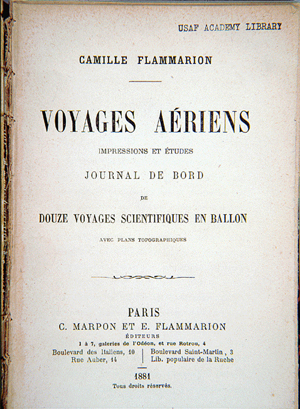 USAF ACADEMY LIBRARY
CAMILLE FLAMMARION
VOYAGES AÉRIENS
IMPRESSIONS ET ÉTUDES
JOURNAL DE BORD
DE
DOUZE VOYAGES SCIENTIFIQUES EN BALLON
AVEC PLANS TOPOGRAPHIQUES
PARIS
C. MARPON ET E. FLAMMARION
ÉDITEURS
1 à 7, galeries de l'Odéon, et rue Rotrou, 4
Boulevard des Italiens, 10 | Boulevard Saint-Martin, 3
Rue Auber, 14 | Lib. populaire de la Ruche
1881
Tous droits réservés.